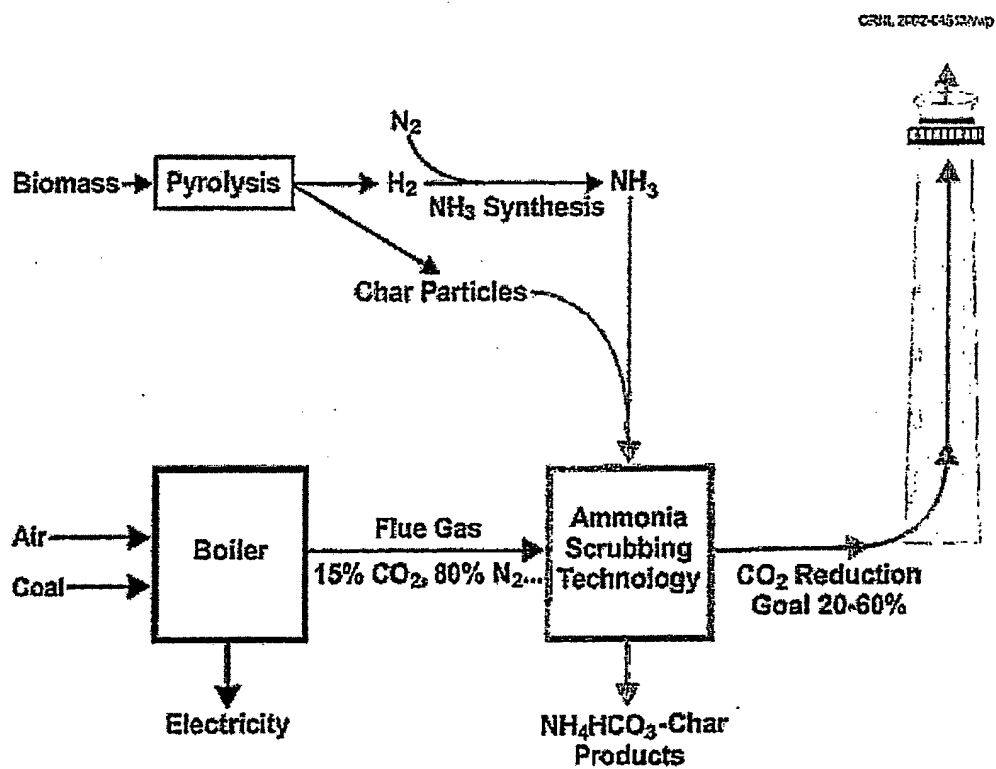 N₂
Biomass
Pyrolysis
H₂
NH₃
NH₃ Synthesis
Char Particles
Air
Coal
Boiler
Flue Gas
15% CO₂, 80% N₂...
Ammonia
Scrubbing
Technology
CO₂ Reduction
Goal 20-60%
Electricity
NH₄HCO₃-Char
Products